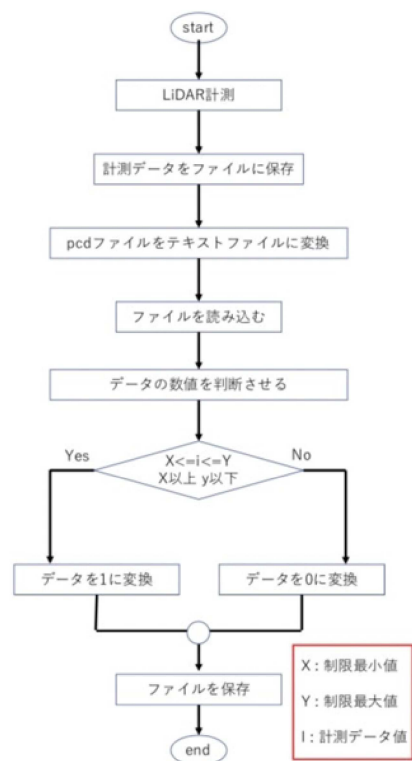 start
LiDAR計測
計測データをファイルに保存
pcdファイルをテキストファイルに変換
ファイルを読み込む
データの数値を判断させる
Yes
X<=i<=Y
X以上 y以下
No
データを1に変換
データを0に変換
ファイルを保存
end
X : 制限最小値
Y : 制限最大値
I : 計測データ値